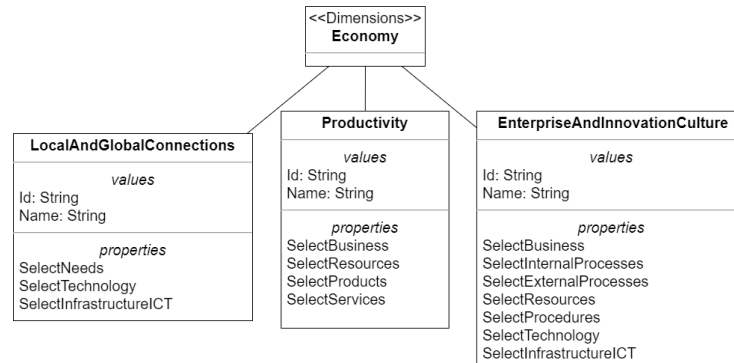 <<Dimensions>>
Economy
LocalAndGlobalConnections
values
Id: String
Name: String
properties
SelectNeeds
SelectTechnology
SelectInfrastructureICT
Productivity
values
Id: String
Name: String
properties
SelectBusiness
SelectResources
SelectProducts
SelectServices
EnterpriseAndInnovationCulture
values
Id: String
Name: String
properties
SelectBusiness
SelectInternalProcesses
SelectExternalProcesses
SelectResources
SelectProcedures
SelectTechnology
SelectInfrastructureICT